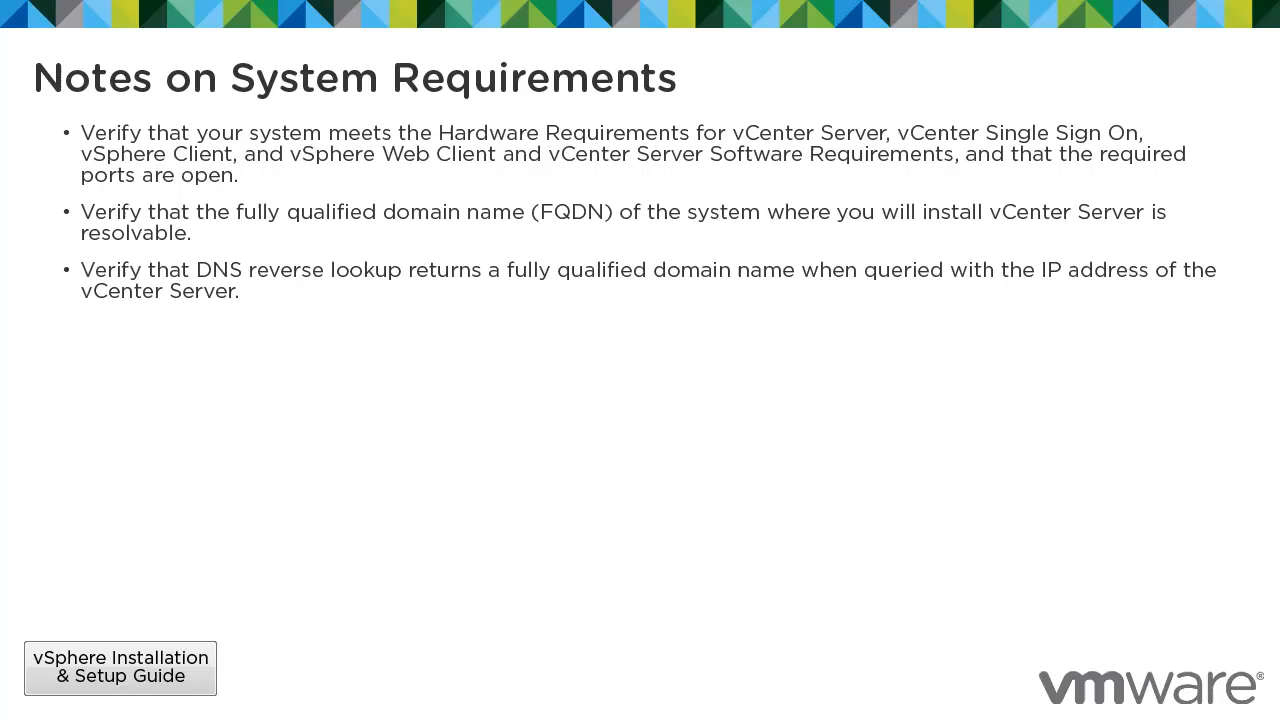 Notes on System Requirements
• Verify that your system meets the Hardware Requirements for vCenter Server, vCenter Single Sign On,
vSphere Client, and vSphere Web Client and vCenter Server Software Requirements, and that the required
ports are open.
• Verify that the fully qualified domain name (FQDN) of the system where you will install vCenter Server is
resolvable.
• Verify that DNS reverse lookup returns a fully qualified domain name when queried with the IP address of the
vCenter Server.
vSphere Installation
& Setup Guide
vmware®